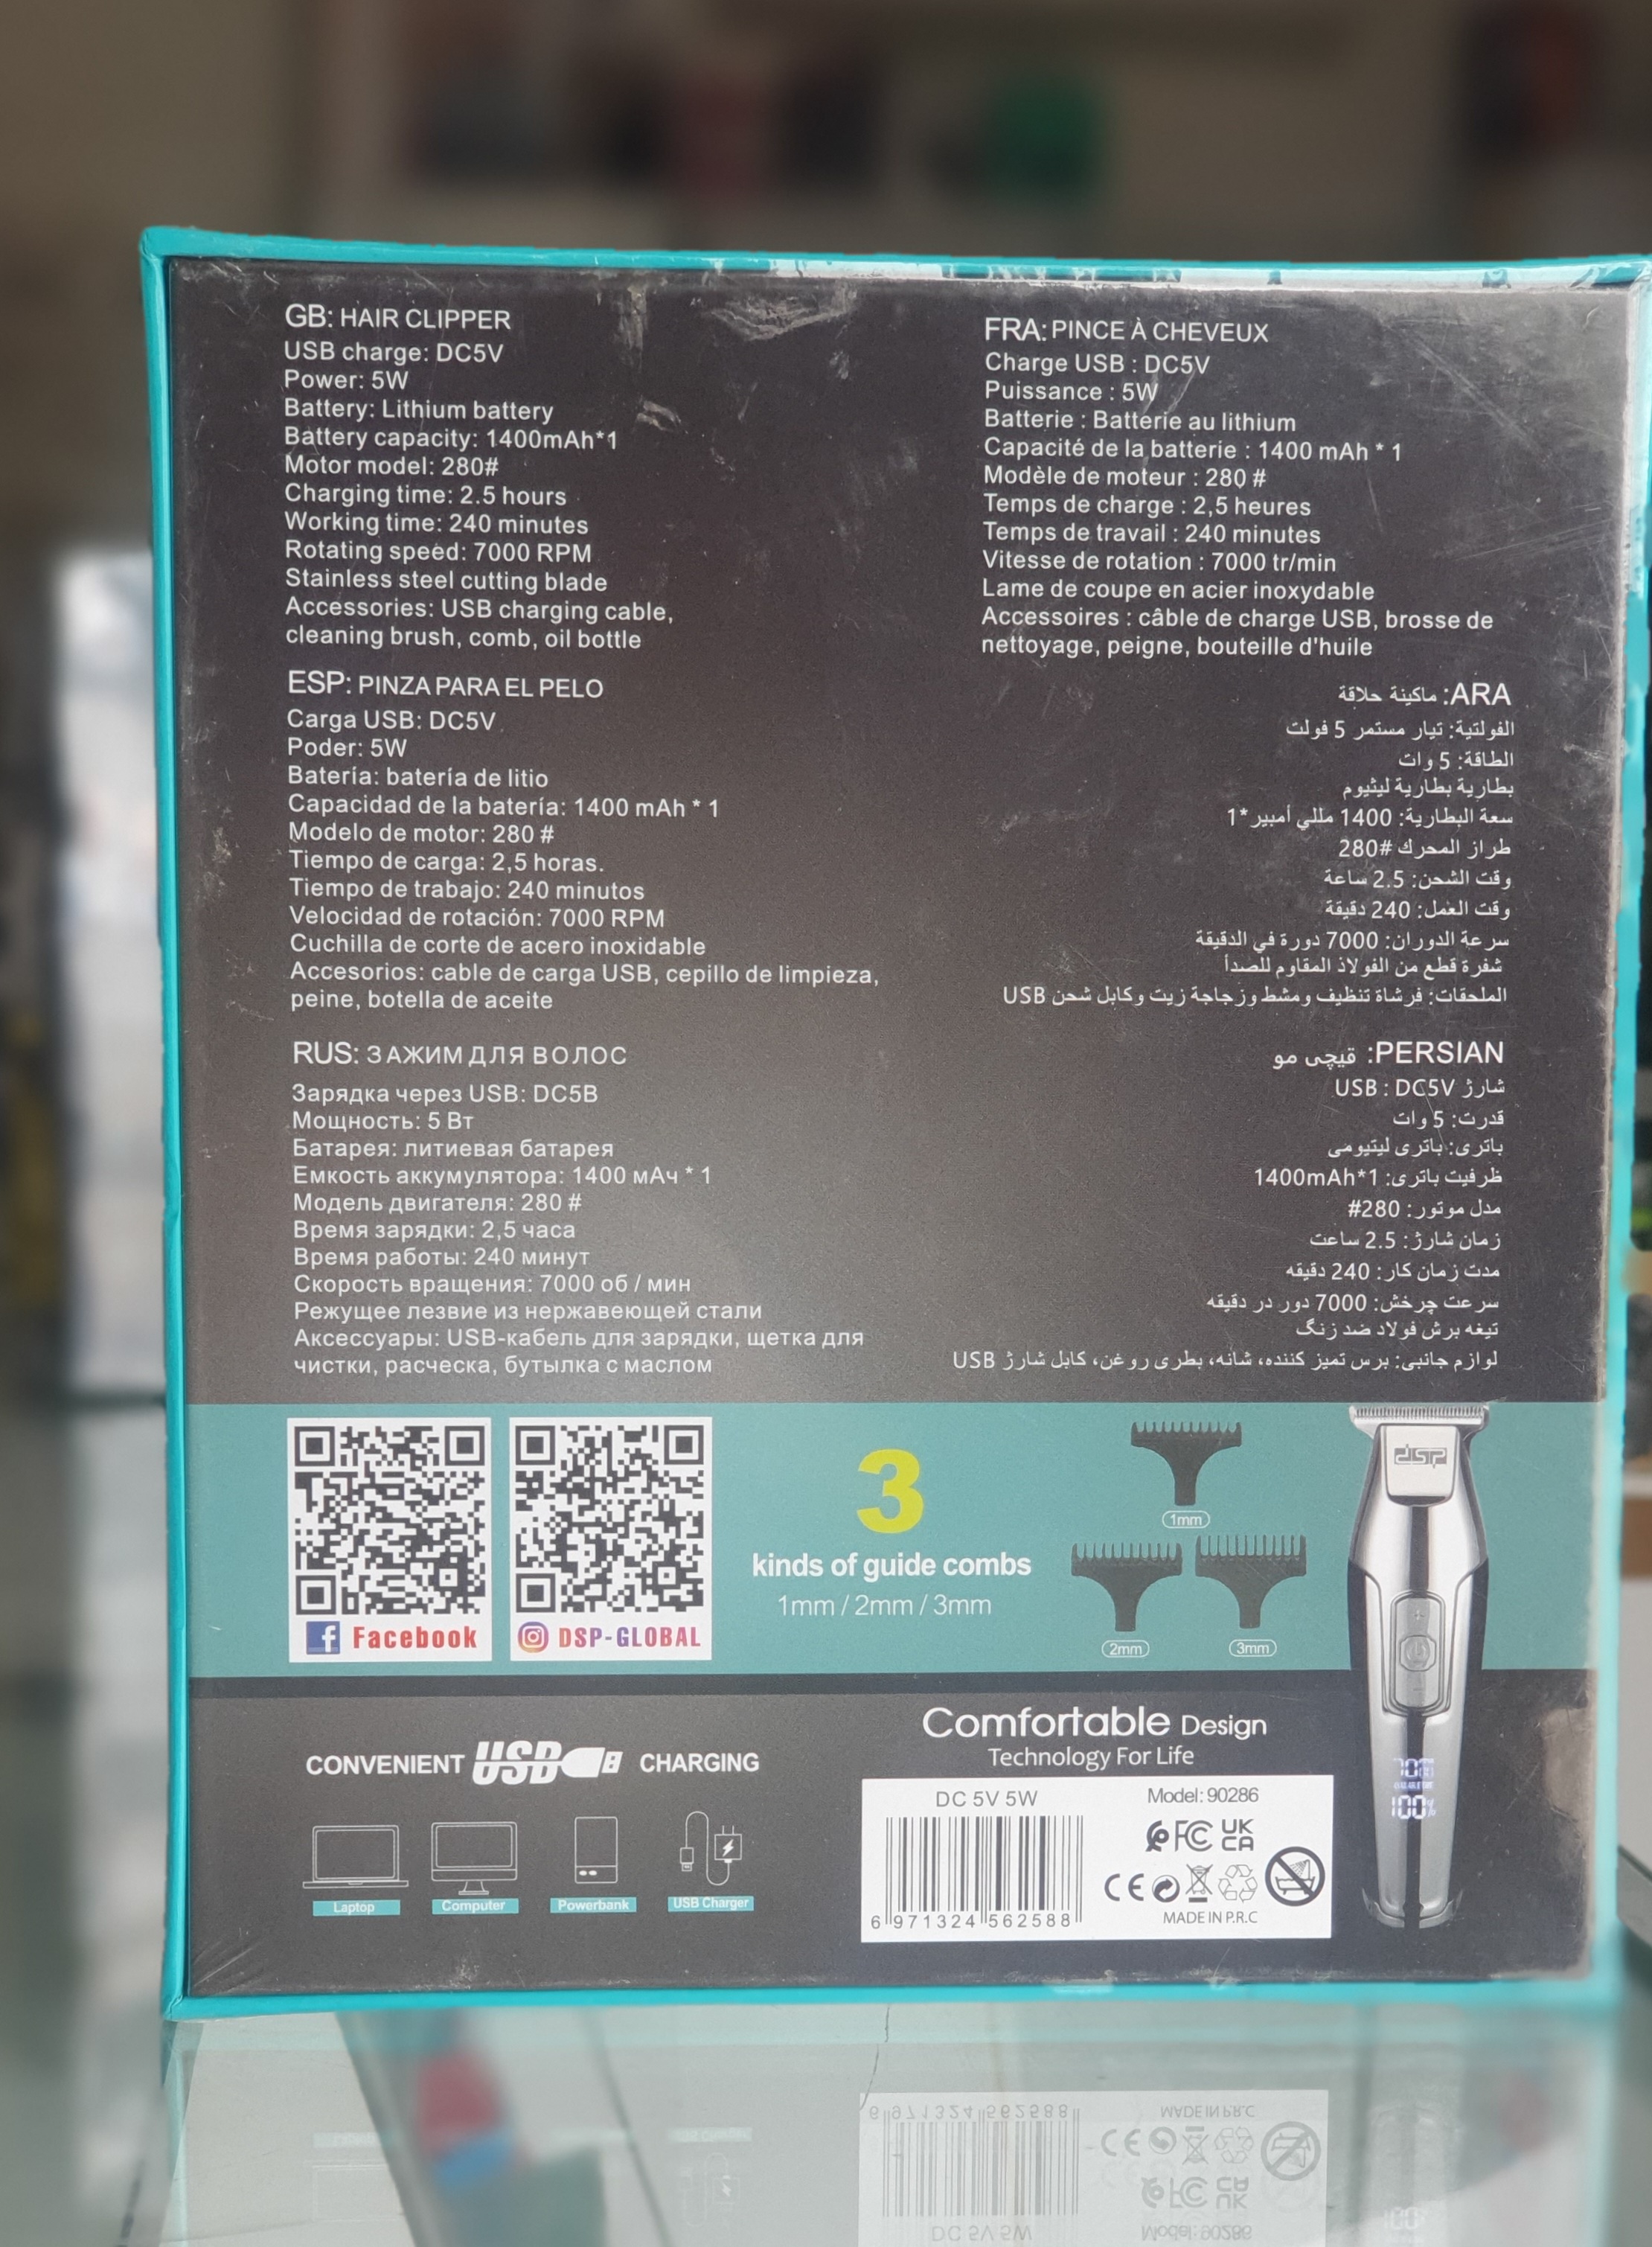 GB: HAIR CLIPPER
USB charge: DC5V
Power: 5W
Battery: Lithium battery
Battery capacity: 1400mAh*1
Motor model: 280#
Charging time: 2.5 hours
Working time: 240 minutes
Rotating speed: 7000 RPM
Stainless steel cutting blade
Accessories: USB charging cable,
cleaning brush, comb, oil bottle
FRA: PINCE À CHEVEUX
Charge USB : DC5V
Puissance : 5W
Batterie : Batterie au lithium
Capacité de la batterie : 1400 mAh * 1
Modèle de moteur : 280 #
Temps de charge : 2,5 heures
Temps de travail : 240 minutes
Vitesse de rotation : 7000 tr/min
Lame de coupe en acier inoxydable
Accessoires : câble de charge USB, brosse de
nettoyage, peigne, bouteille d'huile
ESP: PINZA PARA EL PELO
Carga USB: DC5V
Poder: 5W
Batería: batería de litio
Capacidad de la batería: 1400 mAh * 1
Modelo de motor: 280 #
Tiempo de carga: 2,5 horas.
Tiempo de trabajo: 240 minutos
Velocidad de rotación: 7000 RPM
Cuchilla de corte de acero inoxidable
Accesorios: cable de carga USB, cepillo de limpieza,
peine, botella de aceite
ARA: ماكينة حلاقة
الفولتية: تيار مستمر 5 فولت
الطاقة: 5 وات
بطارية بطارية ليثيوم
سعة البطارية: 1400 مللي أمبير*1
طراز المحرك #280
وقت الشحن: 2.5 ساعة
وقت العمل: 240 دقيقة
سرعة الدوران: 7000 دورة في الدقيقة
شفرة قطع من الفولاذ المقاوم للصدأ
الملحقات: فرشاة تنظيف ومشط وزجاجة زيت وكابل شحن USB
RUS: ЗАЖИМ ДЛЯ ВОЛОС
Зарядка через USB: DC5B
Мощность: 5 Вт
Батарея: литиевая батарея
Емкость аккумулятора: 1400 мАч * 1
Модель двигателя: 280 #
Время зарядки: 2,5 часа
Время работы: 240 минут
Скорость вращения: 7000 об / мин
Режущее лезвие из нержавеющей стали
Аксессуары: USB-кабель для зарядки, щетка для
чистки, расческа, бутылка с маслом
PERSIAN: قیچی مو
شارژ USB : DC5V
قدرت: 5 وات
باتری: باتری لیتیومی
ظرفیت باتری: 1400mAh*1
مدل موتور: 280#
زمان شارژ: 2.5 ساعت
مدت زمان کار: 240 دقیقه
سرعت چرخش: 7000 دور در دقیقه
تیغه برش فولاد ضد زنگ
لوازم جانبی: برس تمیز کننده، شانه، بطری روغن، کابل شارژ USB
Facebook
DSP-GLOBAL
3
kinds of guide combs
1mm / 2mm / 3mm
1mm
2mm
3mm
dsp
CONVENIENT USB CHARGING
Laptop
Computer
Powerbank
USB Charger
Comfortable Design
Technology For Life
DC 5V 5W
Model: 90286
FC UK
CA
CE
6 971324 562588
MADE IN P.R.C
100%